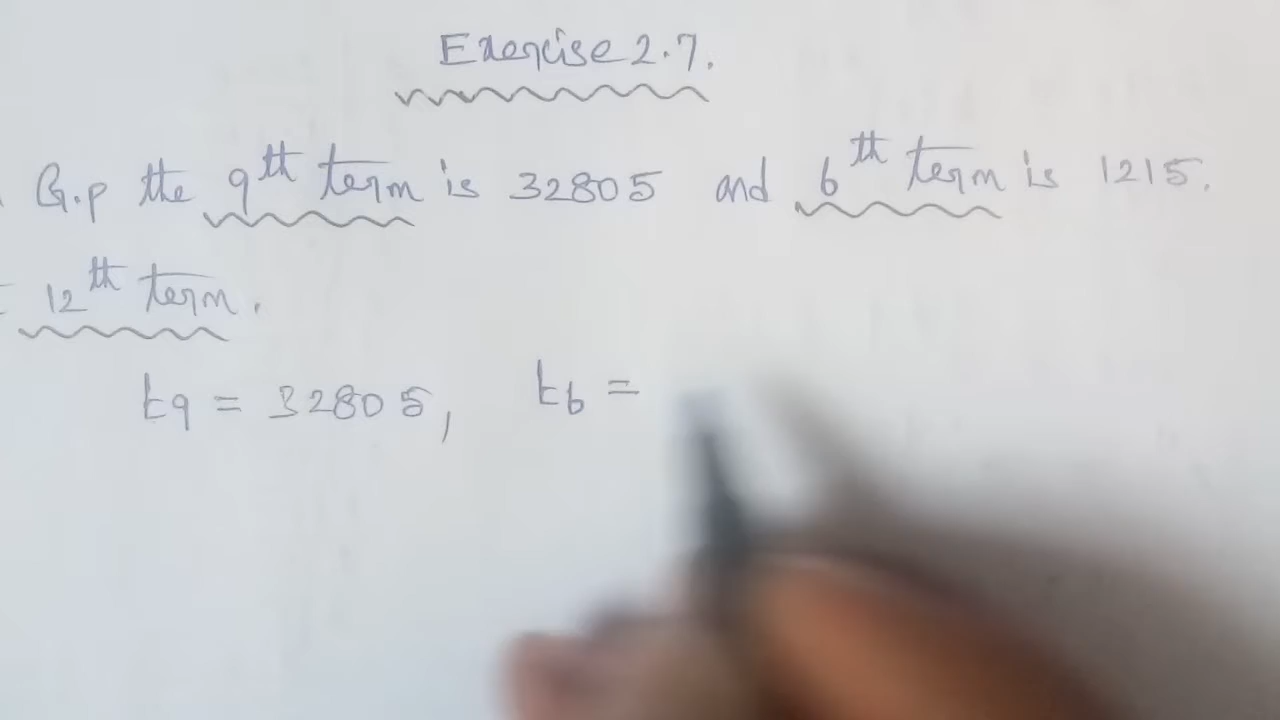 Exercise 2.7.
G.p the 9th term is 32805 and 6th term is 1215.
12th term.
t9 = 32805, t6 =